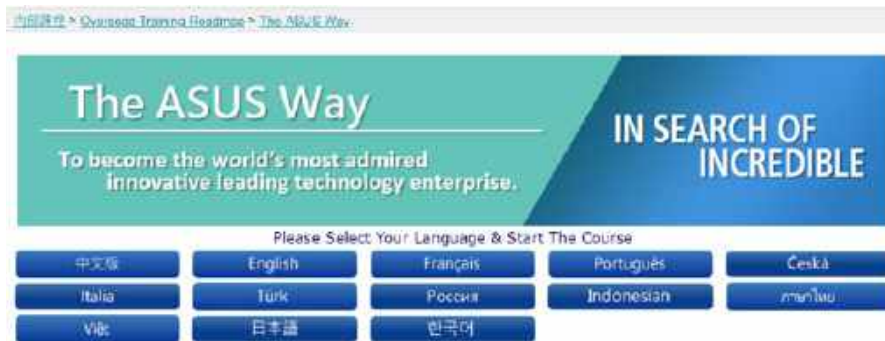 內部課程 > Overseas Training Readings > The ASUS Way
The ASUS Way
To become the world's most admired
innovative leading technology enterprise.
IN SEARCH OF
INCREDIBLE
Please Select Your Language & Start The Course
中文版 English Français Português Česká
Italia Türk Россия Indonesian ภาษาไทย
Việt 日本語 한국어